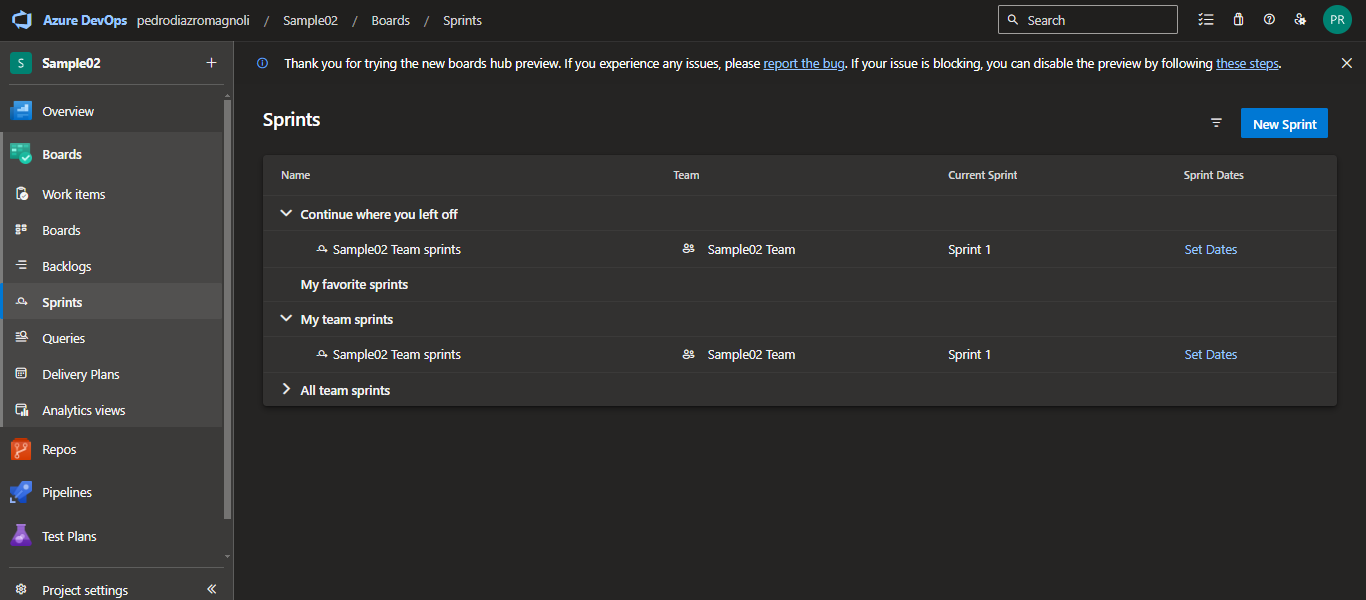 Azure DevOps pedrodiazromagnoli / Sample02 / Boards / Sprints
Search
PR
S Sample02
Thank you for trying the new boards hub preview. If you experience any issues, please report the bug. If your issue is blocking, you can disable the preview by following these steps.
Overview
Boards
Work items
Boards
Backlogs
Sprints
Queries
Delivery Plans
Analytics views
Repos
Pipelines
Test Plans
Project settings
Sprints
New Sprint
Name Team Current Sprint Sprint Dates
Continue where you left off
Sample02 Team sprints Sample02 Team Sprint 1 Set Dates
My favorite sprints
My team sprints
Sample02 Team sprints Sample02 Team Sprint 1 Set Dates
All team sprints